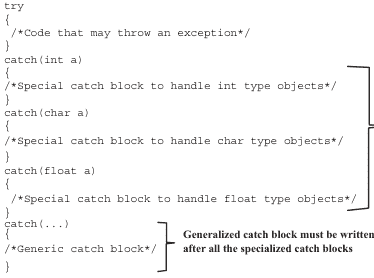 try
{
/*Code that may throw an exception*/
}
catch(int a)
{
/*Special catch block to handle int type objects*/
}
catch(char a)
{
/*Special catch block to handle char type objects*/
}
catch(float a)
{
/*Special catch block to handle float type objects*/
}
catch(...)
{
/*Generic catch block*/
}
Generalized catch block must be written
after all the specialized catch blocks